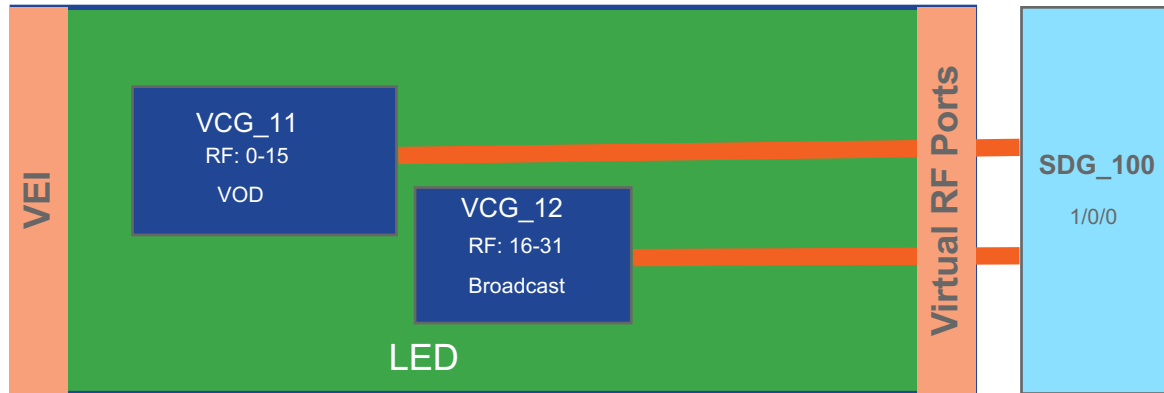 VEI
VCG_11
RF: 0-15
VOD
VCG_12
RF: 16-31
Broadcast
LED
Virtual RF Ports
SDG_100
1/0/0